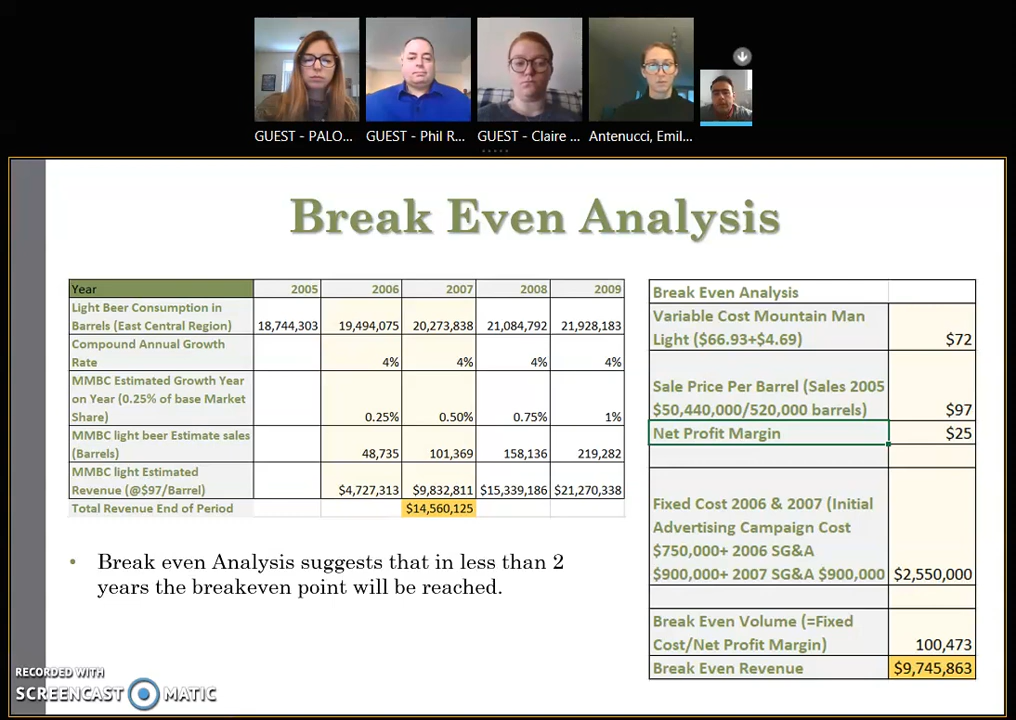 GUEST - PALO...
GUEST - Phil R...
GUEST - Claire ...
Antenucci, Emil...
Break Even Analysis
Year 2005 2006 2007 2008 2009
Light Beer Consumption in
Barrels (East Central Region) 18,744,303 19,494,075 20,273,838 21,084,792 21,928,183
Compound Annual Growth
Rate 4% 4% 4% 4%
MMBC Estimated Growth Year
on Year (0.25% of base Market
Share) 0.25% 0.50% 0.75% 1%
MMBC light beer Estimate sales
(Barrels) 48,735 101,369 158,136 219,282
MMBC light Estimated
Revenue (@$97/Barrel) $4,727,313 $9,832,811 $15,339,186 $21,270,338
Total Revenue End of Period $14,560,125
• Break even Analysis suggests that in less than 2
years the breakeven point will be reached.
Break Even Analysis
Variable Cost Mountain Man
Light ($66.93+$4.69) $72
Sale Price Per Barrel (Sales 2005
$50,440,000/520,000 barrels) $97
Net Profit Margin $25
Fixed Cost 2006 & 2007 (Initial
Advertising Campaign Cost
$750,000+ 2006 SG&A
$900,000+ 2007 SG&A $900,000 $2,550,000
Break Even Volume (=Fixed
Cost/Net Profit Margin) 100,473
Break Even Revenue $9,745,863
RECORDED WITH
SCREENCAST MATIC